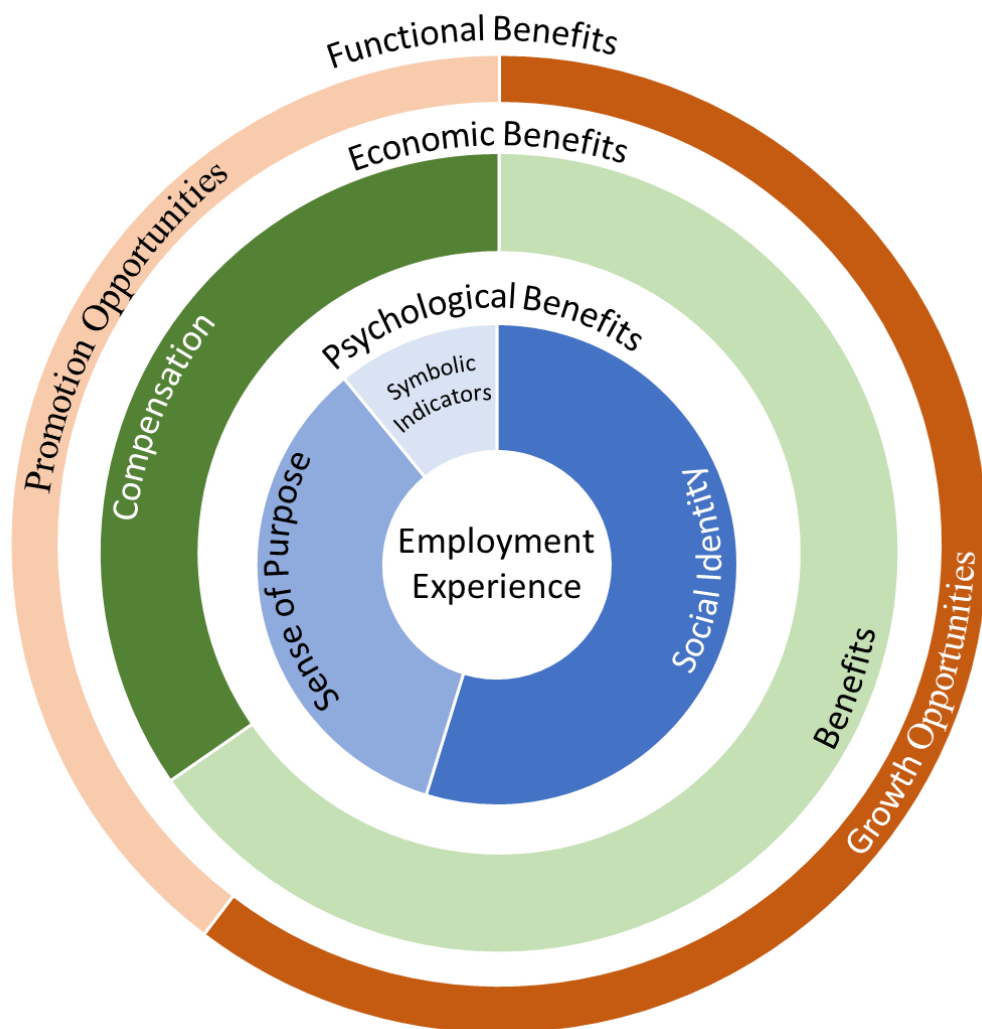 Functional Benefits
Economic Benefits
Promotion Opportunities
Psychological Benefits
Compensation
Symbolic
Indicators
Sense of Purpose
Employment
Experience
Social Identity
Benefits
Growth Opportunities